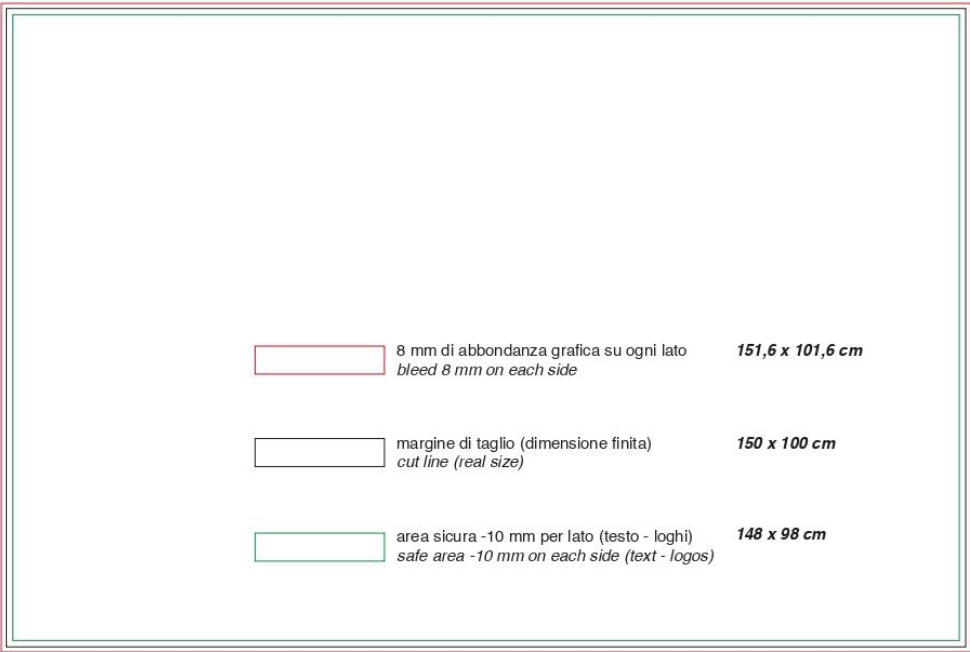 8 mm di abbondanza grafica su ogni lato 151,6 x 101,6 cm
bleed 8 mm on each side
margine di taglio (dimensione finita) 150 x 100 cm
cut line (real size)
area sicura -10 mm per lato (testo - loghi) 148 x 98 cm
safe area -10 mm on each side (text - logos)